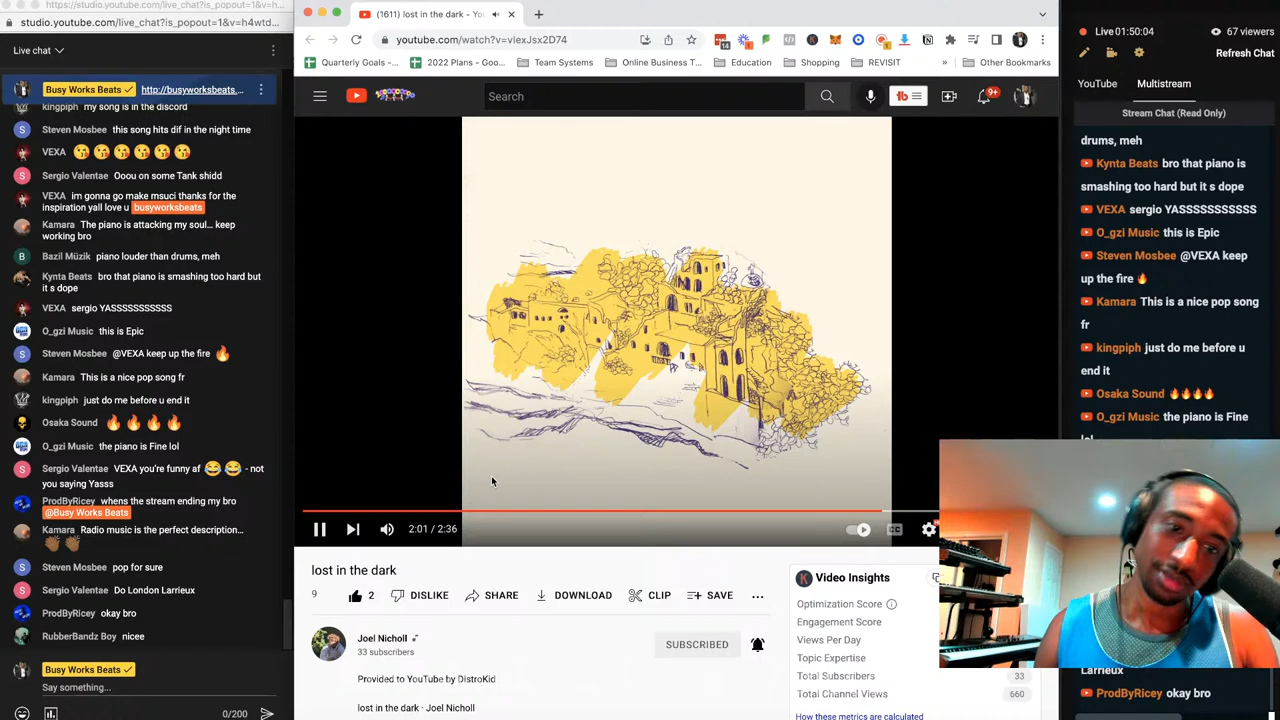 studio.youtube.com/live_chat?is_popout=1&v=h4wtd...
studio.youtube.com/live_chat?is_popout=1&v=h4wtd...
Live chat
Busy Works Beats http://busyworksbeats....
kingpiph my song is in the discord
Steven Mosbee this song hits dif in the night time
VEXA 😘😘😘😘😘😘
Sergio Valentae Ooou on some Tank shidd
VEXA im gonna go make msuci thanks for the
inspiration yall love u busyworksbeats
Kamara The piano is attacking my soul... keep
working bro
Bazil Müzik piano louder than drums, meh
Kynta Beats bro that piano is smashing too hard but it
s dope
VEXA sergio YASSSSSSSSSSS
O_gzi Music this is Epic
Steven Mosbee @VEXA keep up the fire 🔥
Kamara This is a nice pop song fr
kingpiph just do me before u end it
Osaka Sound 🔥🔥🔥🔥
O_gzi Music the piano is Fine lol
Sergio Valentae VEXA you're funny af 😂😂 - not
you saying Yasss
ProdByRicey whens the stream ending my bro
@Busy Works Beats
Kamara Radio music is the perfect description...
👏🏾👏🏾
Steven Mosbee pop for sure
Sergio Valentae Do London Larrieux
ProdByRicey okay bro
RubberBandz Boy nicee
Busy Works Beats
Say something...
0/200
(1611) lost in the dark - You
youtube.com/watch?v=vIexJsx2D74
Quarterly Goals -... 2022 Plans - Goo... Team Systems Online Business T... Education Shopping REVISIT » Other Bookmarks
Search
tb
9+
2:01 / 2:36
CC
lost in the dark
9 2 DISLIKE SHARE DOWNLOAD CLIP SAVE ...
Joel Nicholl
33 subscribers
SUBSCRIBED
Provided to YouTube by DistroKid
lost in the dark · Joel Nicholl
K Video Insights
Optimization Score
Engagement Score
Views Per Day
Topic Expertise
Total Subscribers 33
Total Channel Views 660
How these metrics are calculated
Live 01:50:04 67 viewers
Refresh Chat
YouTube Multistream
Stream Chat (Read Only)
drums, meh
Kynta Beats bro that piano is
smashing too hard but it s dope
VEXA sergio YASSSSSSSSSSS
O_gzi Music this is Epic
Steven Mosbee @VEXA keep
up the fire 🔥
Kamara This is a nice pop song
fr
kingpiph just do me before u
end it
Osaka Sound 🔥🔥🔥🔥
O_gzi Music the piano is Fine
lol
Larrieux
ProdByRicey okay bro